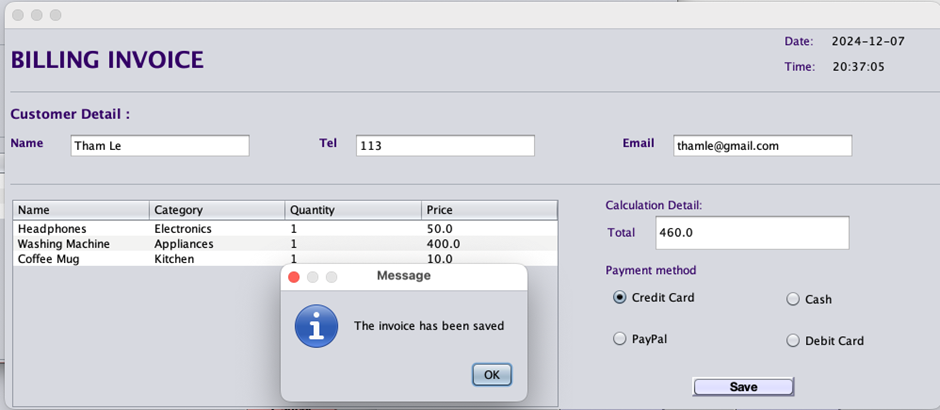 Date: 2024-12-07
BILLING INVOICE
Time: 20:37:05
Customer Detail :
Name Tham Le Tel 113 Email thamle@gmail.com
Name Category Quantity Price
Headphones Electronics 1 50.0
Washing Machine Appliances 1 400.0
Coffee Mug Kitchen 1 10.0
Calculation Detail:
Total 460.0
Payment method
Credit Card Cash
PayPal Debit Card
Save
Message
The invoice has been saved
OK